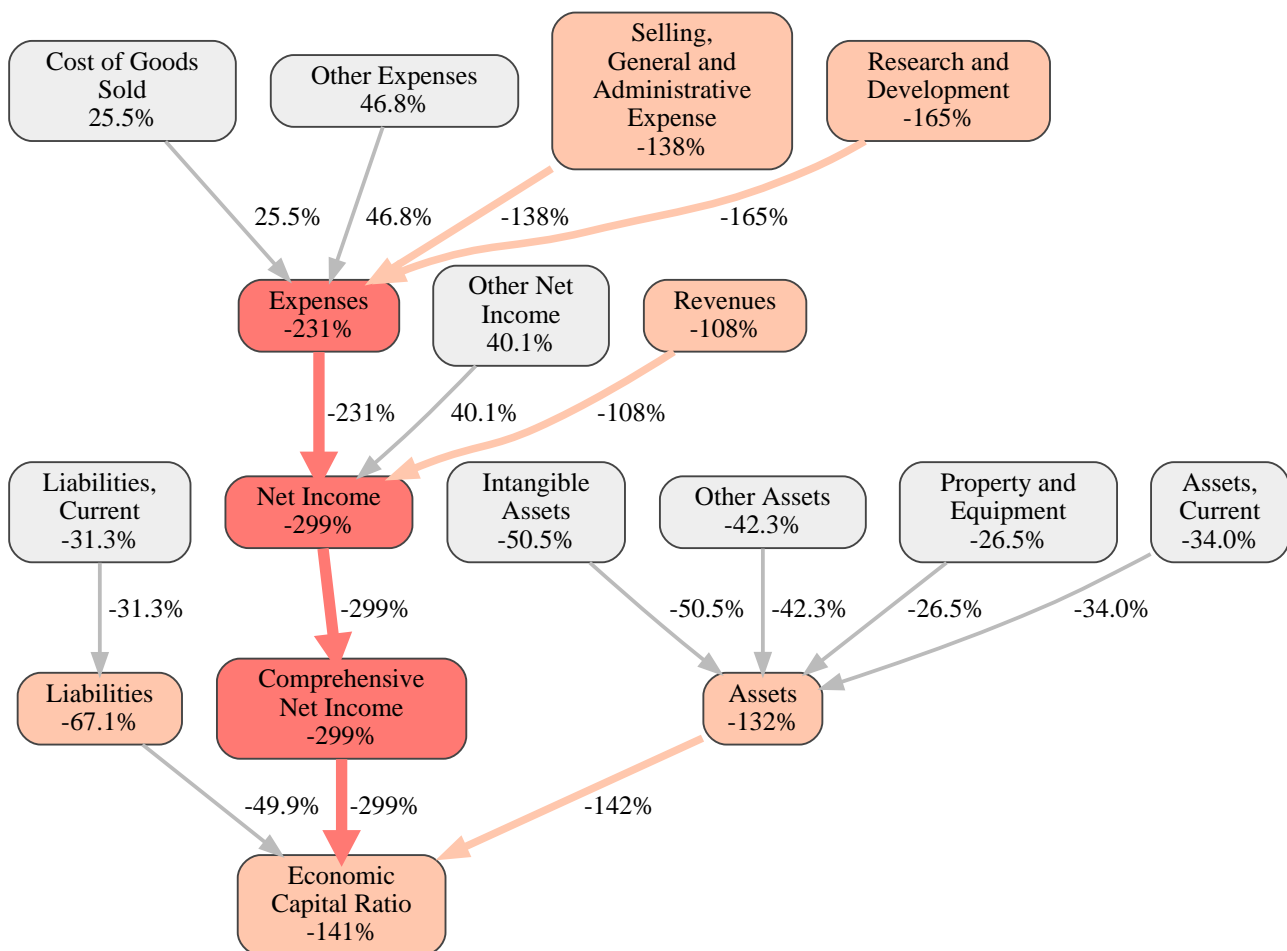 Cost of Goods
Sold
25.5%
Other Expenses
46.8%
Selling,
General and
Administrative
Expense
-138%
Research and
Development
-165%
25.5%
46.8%
-138%
-165%
Expenses
-231%
Other Net
Income
40.1%
Revenues
-108%
-231%
40.1%
-108%
Liabilities,
Current
-31.3%
Net Income
-299%
Intangible
Assets
-50.5%
Other Assets
-42.3%
Property and
Equipment
-26.5%
Assets,
Current
-34.0%
-31.3%
-299%
-50.5%
-42.3%
-26.5%
-34.0%
Liabilities
-67.1%
Comprehensive
Net Income
-299%
Assets
-132%
-49.9%
-299%
-142%
Economic
Capital Ratio
-141%